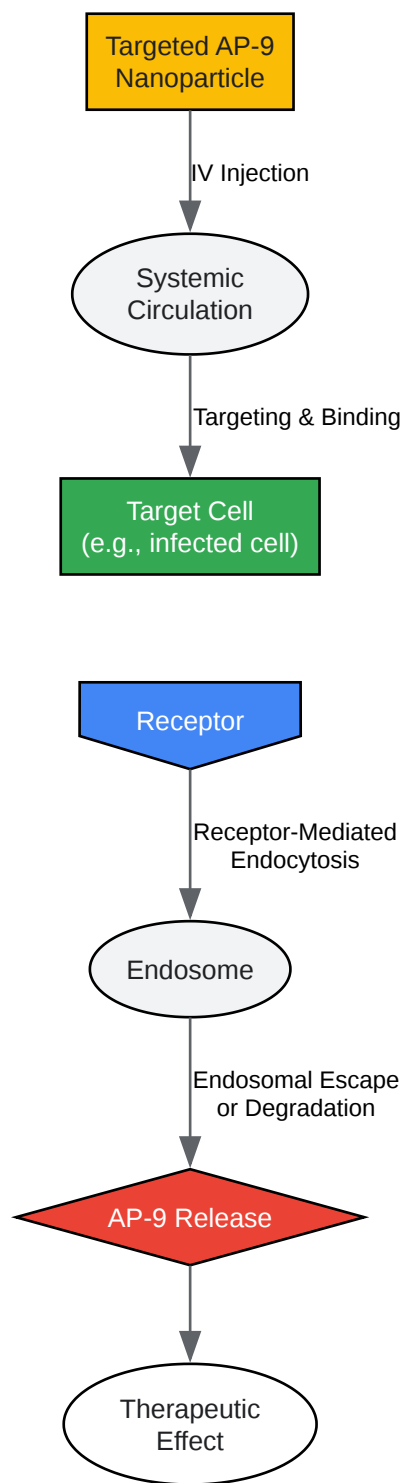 Targeted AP-9
Nanoparticle
IV Injection
Systemic
Circulation
Targeting & Binding
Target Cell
(e.g., infected cell)
Receptor
Receptor-Mediated
Endocytosis
Endosome
Endosomal Escape
or Degradation
AP-9 Release
Therapeutic
Effect